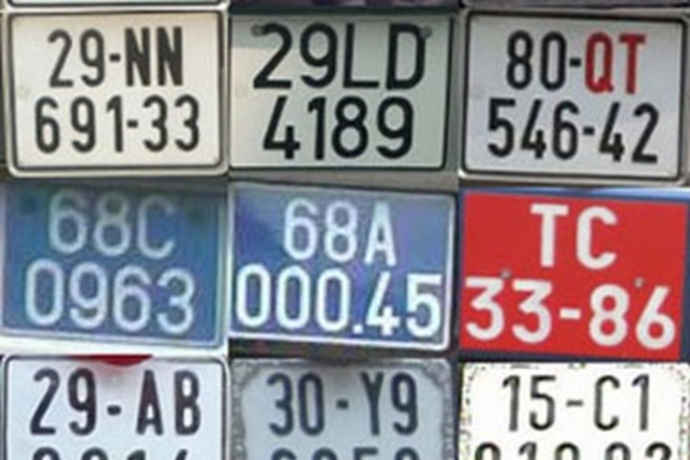 29-NN
691-33
29LD
4189
80-QT
546-42
68C
0963
68A
000.45
TC
33-86
29-AB
30-Y9
15-C1